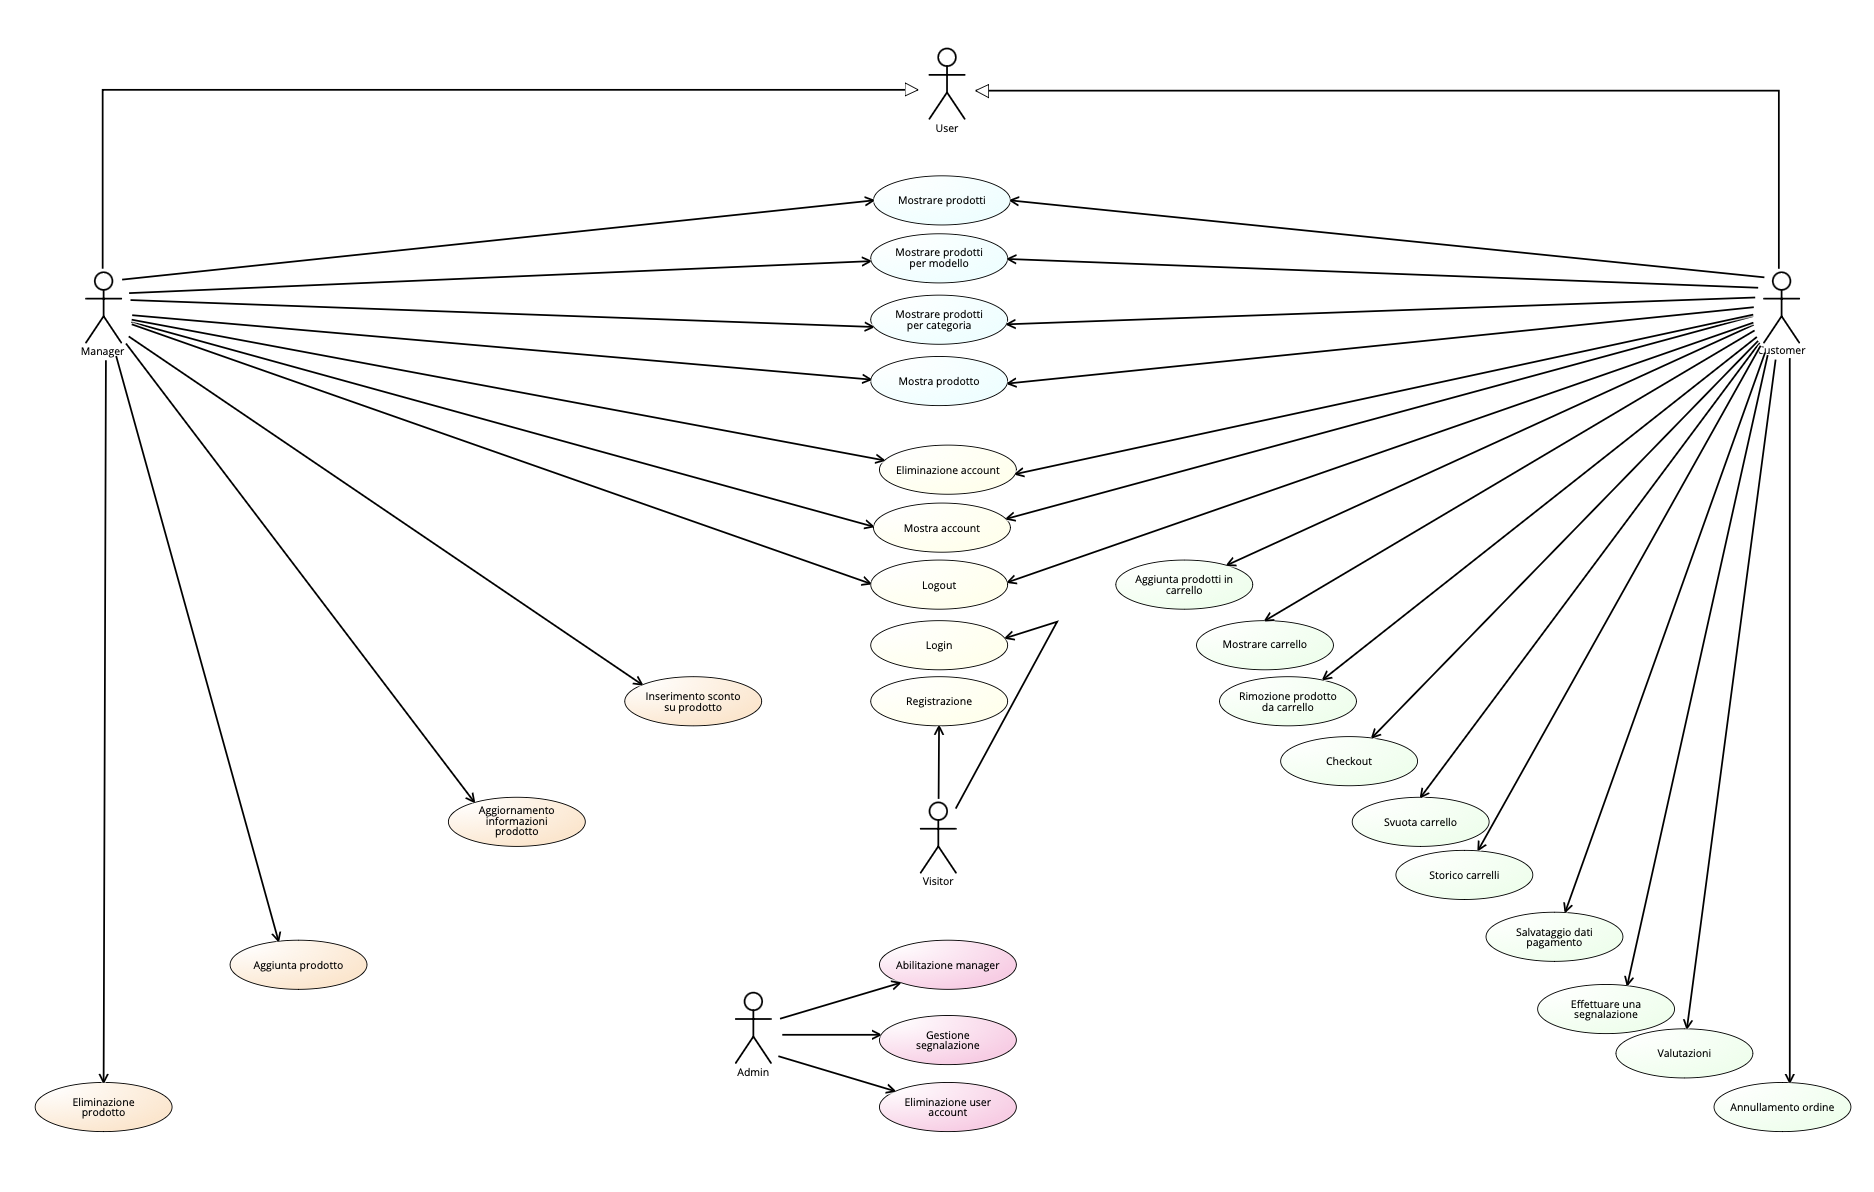 User
Mostrare prodotti
Mostrare prodotti
per modello
Mostrare prodotti
per categoria
Manager
Customer
Mostra prodotto
Eliminazione account
Mostra account
Logout
Aggiunta prodotti in
carrello
Login
Mostrare carrello
Inserimento sconto
su prodotto
Registrazione
Rimozione prodotto
da carrello
Checkout
Aggiornamento
informazioni
prodotto
Svuota carrello
Visitor
Storico carrelli
Salvataggio dati
pagamento
Aggiunta prodotto
Abilitazione manager
Effettuare una
segnalazione
Gestione
segnalazione
Valutazioni
Admin
Eliminazione
prodotto
Eliminazione user
account
Annullamento ordine